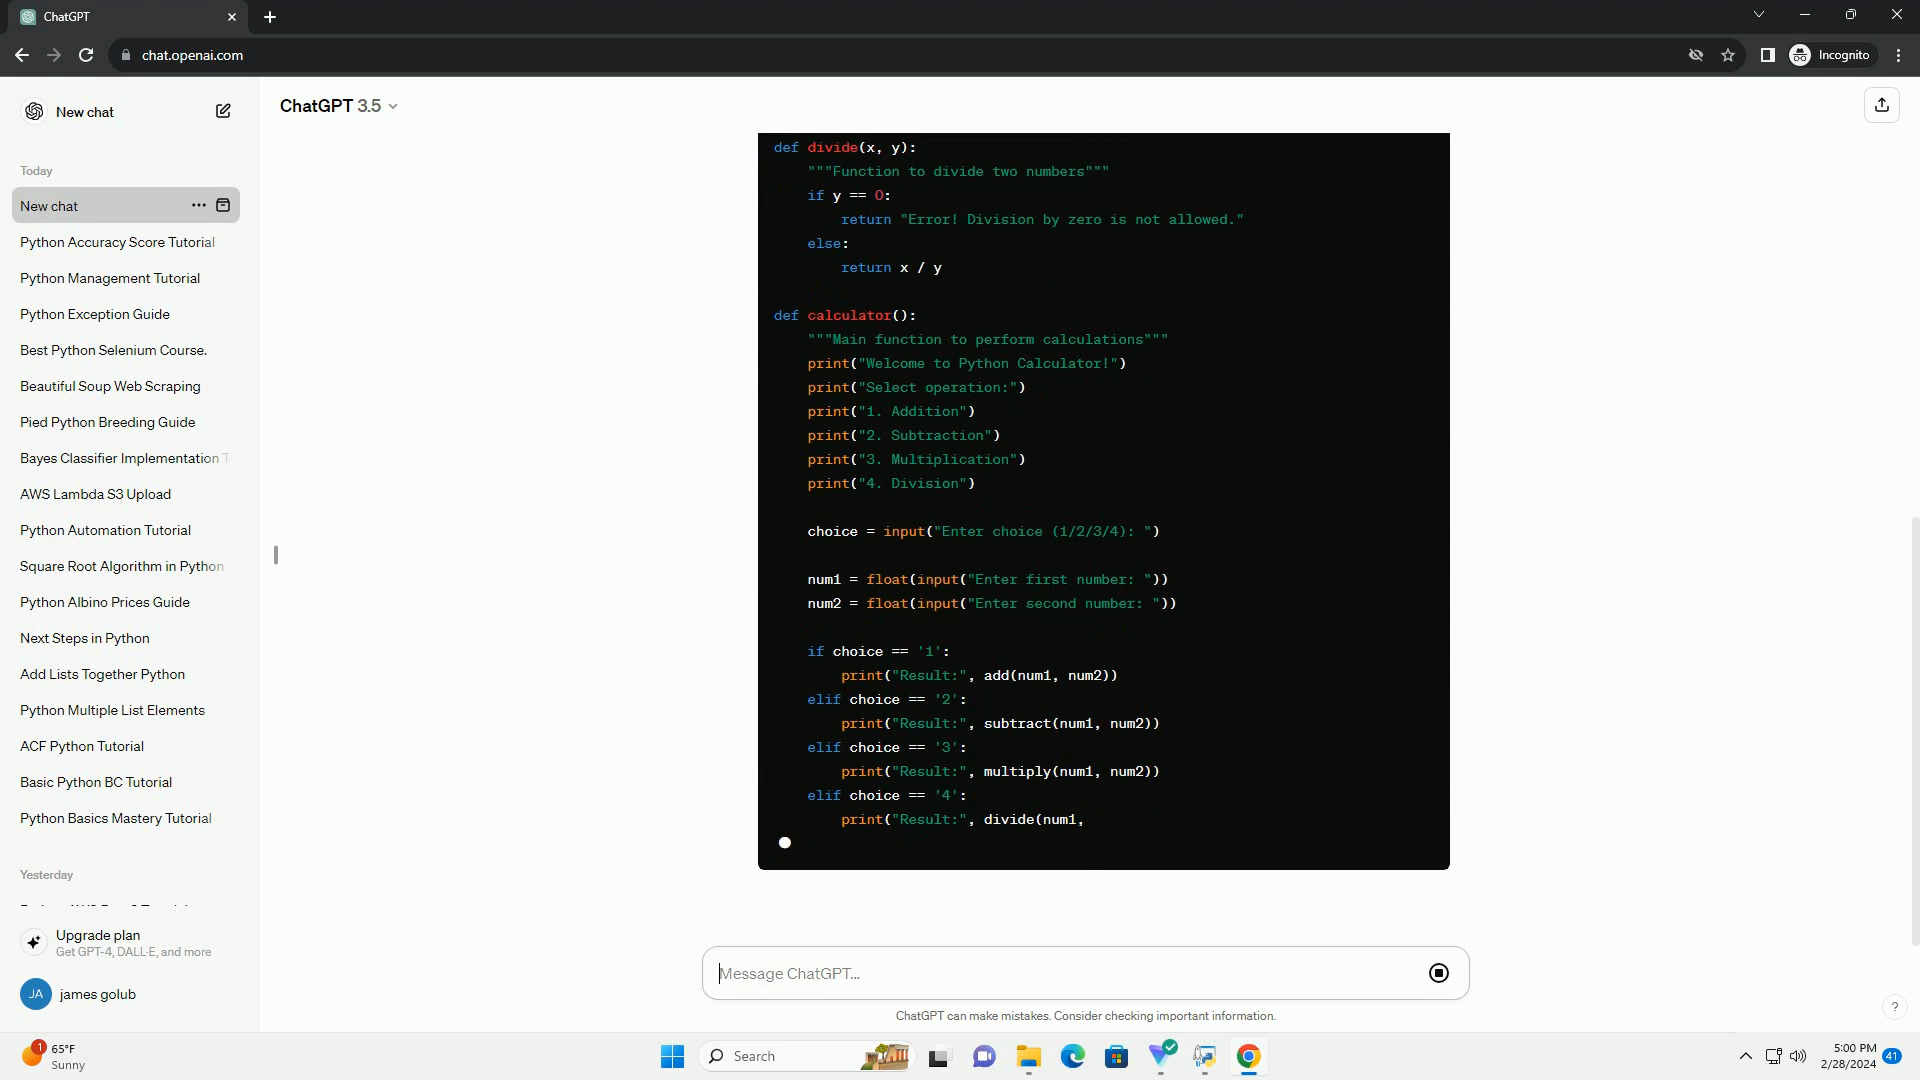 ChatGPT
chat.openai.com
Incognito
New chat
ChatGPT 3.5
Today
New chat
Python Accuracy Score Tutorial
Python Management Tutorial
Python Exception Guide
Best Python Selenium Course.
Beautiful Soup Web Scraping
Pied Python Breeding Guide
Bayes Classifier Implementation T
AWS Lambda S3 Upload
Python Automation Tutorial
Square Root Algorithm in Python
Python Albino Prices Guide
Next Steps in Python
Add Lists Together Python
Python Multiple List Elements
ACF Python Tutorial
Basic Python BC Tutorial
Python Basics Mastery Tutorial
Yesterday
Upgrade plan
Get GPT-4, DALL·E, and more
JA
james golub
def divide(x, y):
"""Function to divide two numbers"""
if y == 0:
return "Error! Division by zero is not allowed."
else:
return x / y
def calculator():
"""Main function to perform calculations"""
print("Welcome to Python Calculator!")
print("Select operation:")
print("1. Addition")
print("2. Subtraction")
print("3. Multiplication")
print("4. Division")
choice = input("Enter choice (1/2/3/4): ")
num1 = float(input("Enter first number: "))
num2 = float(input("Enter second number: "))
if choice == '1':
print("Result:", add(num1, num2))
elif choice == '2':
print("Result:", subtract(num1, num2))
elif choice == '3':
print("Result:", multiply(num1, num2))
elif choice == '4':
print("Result:", divide(num1,
Message ChatGPT...
ChatGPT can make mistakes. Consider checking important information.
?
1
65°F
Sunny
Search
5:00 PM
2/28/2024
41